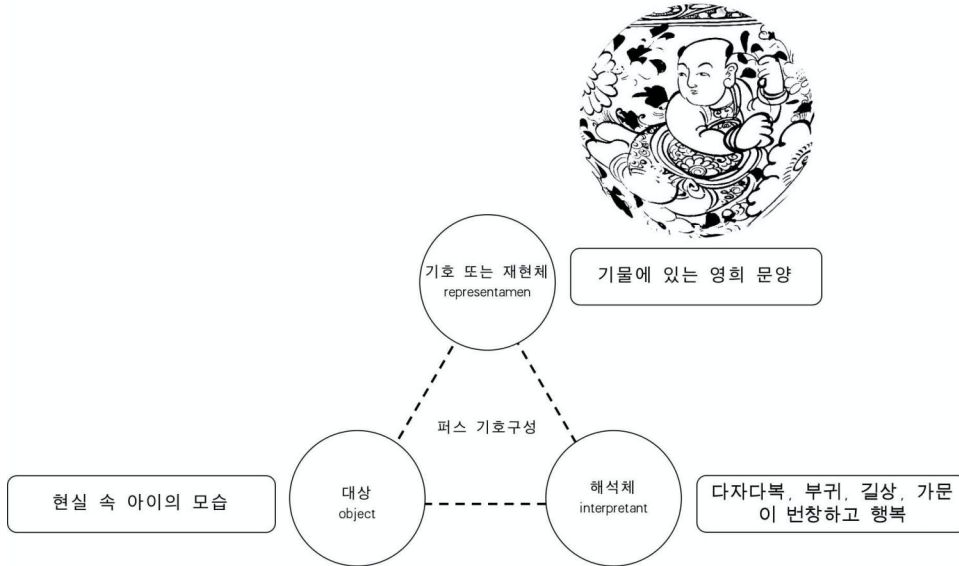 기호 또는 재현체
representamen
기물에 있는 영희 문양
퍼스 기호구성
현실 속 아이의 모습
대상
object
해석체
interpretant
다자다복, 부귀, 길상, 가문
이 번창하고 행복